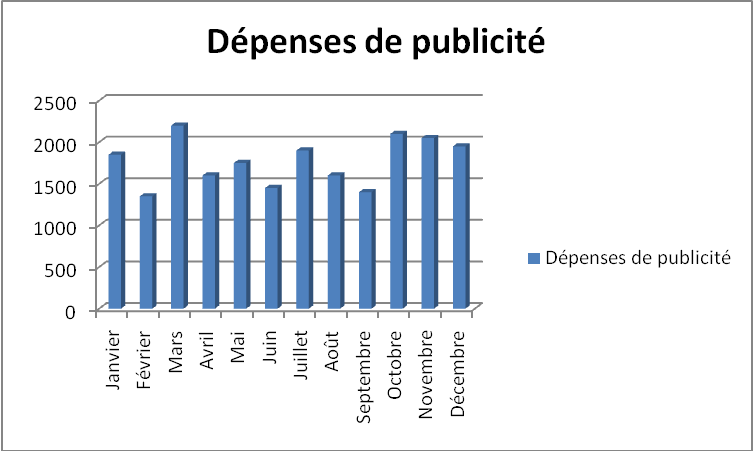 Dépenses de publicité
2500
2000
1500
1000
500
0
Janvier
Février
Mars
Avril
Mai
Juin
Juillet
Août
Septembre
Octobre
Novembre
Décembre
Dépenses de publicité